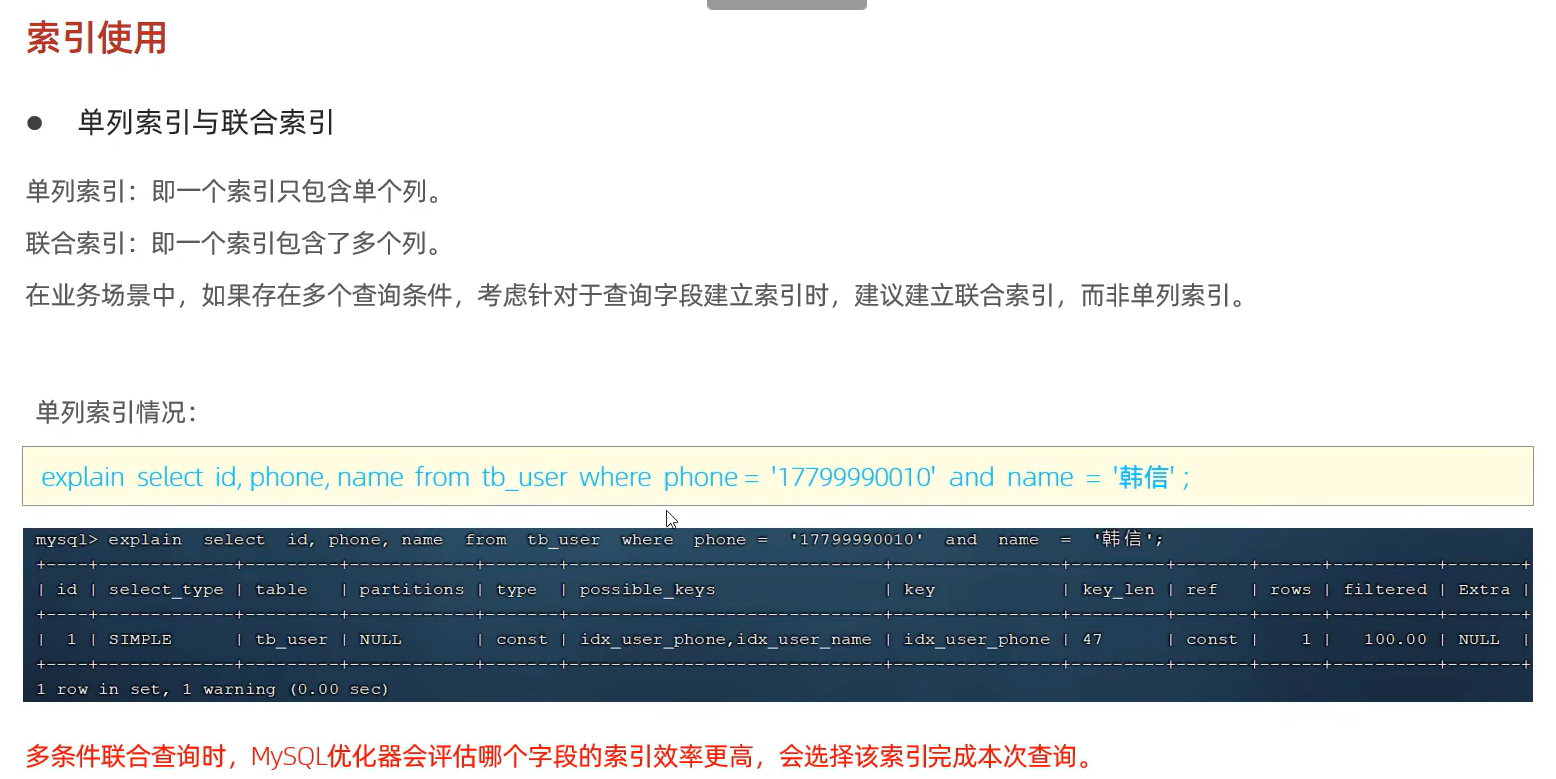 索引使用
● 单列索引与联合索引
单列索引：即一个索引只包含单个列。
联合索引：即一个索引包含了多个列。
在业务场景中，如果存在多个查询条件，考虑针对于查询字段建立索引时，建议建立联合索引，而非单列索引。
单列索引情况：
explain select id, phone, name from tb_user where phone = '17799990010' and name = '韩信' ;
mysql> explain  select  id, phone, name  from  tb_user  where  phone =  '17799990010'  and  name  =  '韩信';
+----+-------------+---------+------------+-------+------------------------------+----------------+---------+-------+------+----------+-------+
| id | select_type | table   | partitions | type  | possible_keys                | key            | key_len | ref   | rows | filtered | Extra |
+----+-------------+---------+------------+-------+------------------------------+----------------+---------+-------+------+----------+-------+
|  1 | SIMPLE      | tb_user | NULL       | const | idx_user_phone,idx_user_name | idx_user_phone | 47      | const |    1 |   100.00 | NULL  |
+----+-------------+---------+------------+-------+------------------------------+----------------+---------+-------+------+----------+-------+
1 row in set, 1 warning (0.00 sec)
多条件联合查询时，MySQL优化器会评估哪个字段的索引效率更高，会选择该索引完成本次查询。